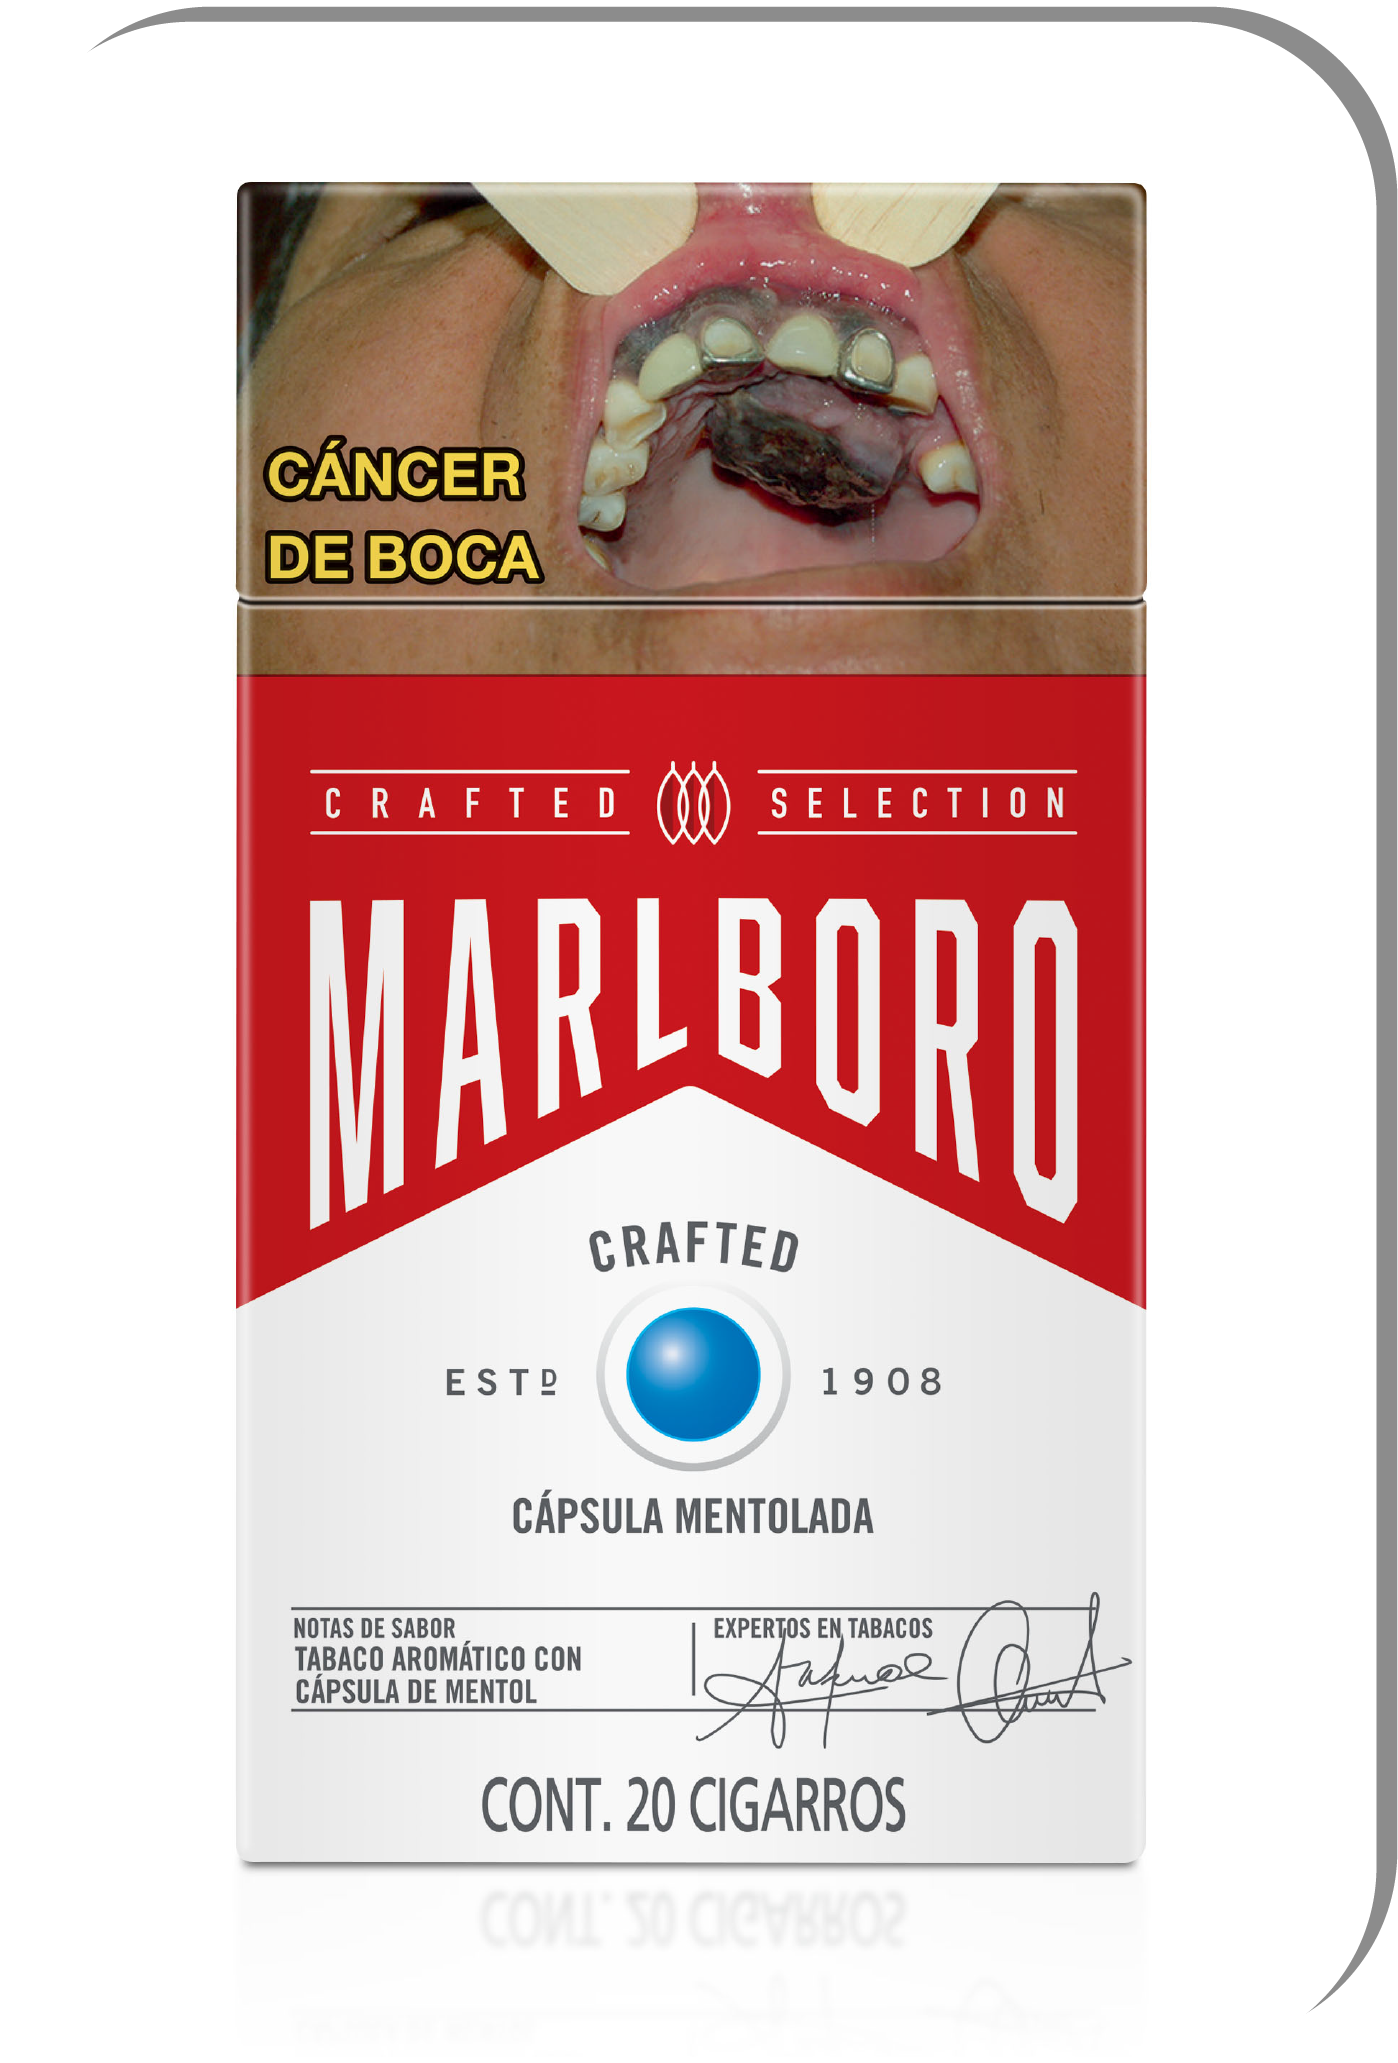 CÁNCER
DE BOCA
CRAFTED SELECTION
MARLBORO
CRAFTED
ESTD 1908
CÁPSULA MENTOLADA
NOTAS DE SABOR
TABACO AROMÁTICO CON
CÁPSULA DE MENTOL
EXPERTOS EN TABACOS
CONT. 20 CIGARROS